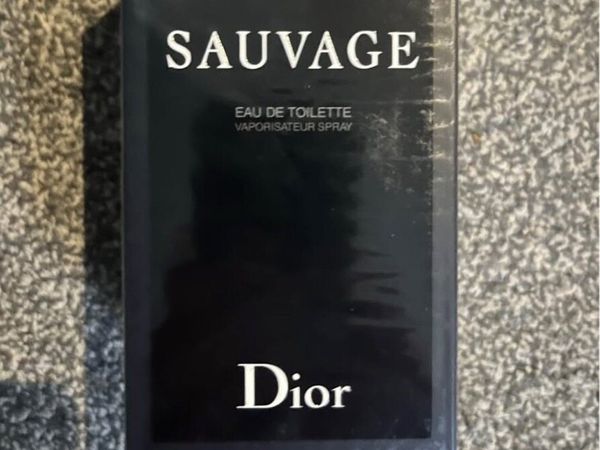 SAUVAGE
EAU DE TOILETTE
VAPORISATEUR SPRAY
Dior